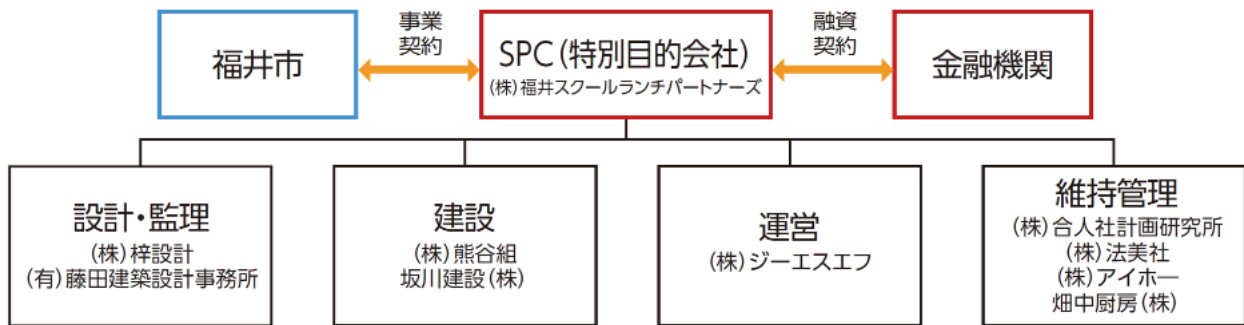 福井市
事業
契約
SPC(特別目的会社)
(株)福井スクールランチパートナーズ
融資
契約
金融機関
設計・監理
(株)梓設計
(有)藤田建築設計事務所
建設
(株)熊谷組
坂川建設(株)
運営
(株)ジーエスエフ
維持管理
(株)合人社計画研究所
(株)法美社
(株)アイホー
畑中厨房(株)